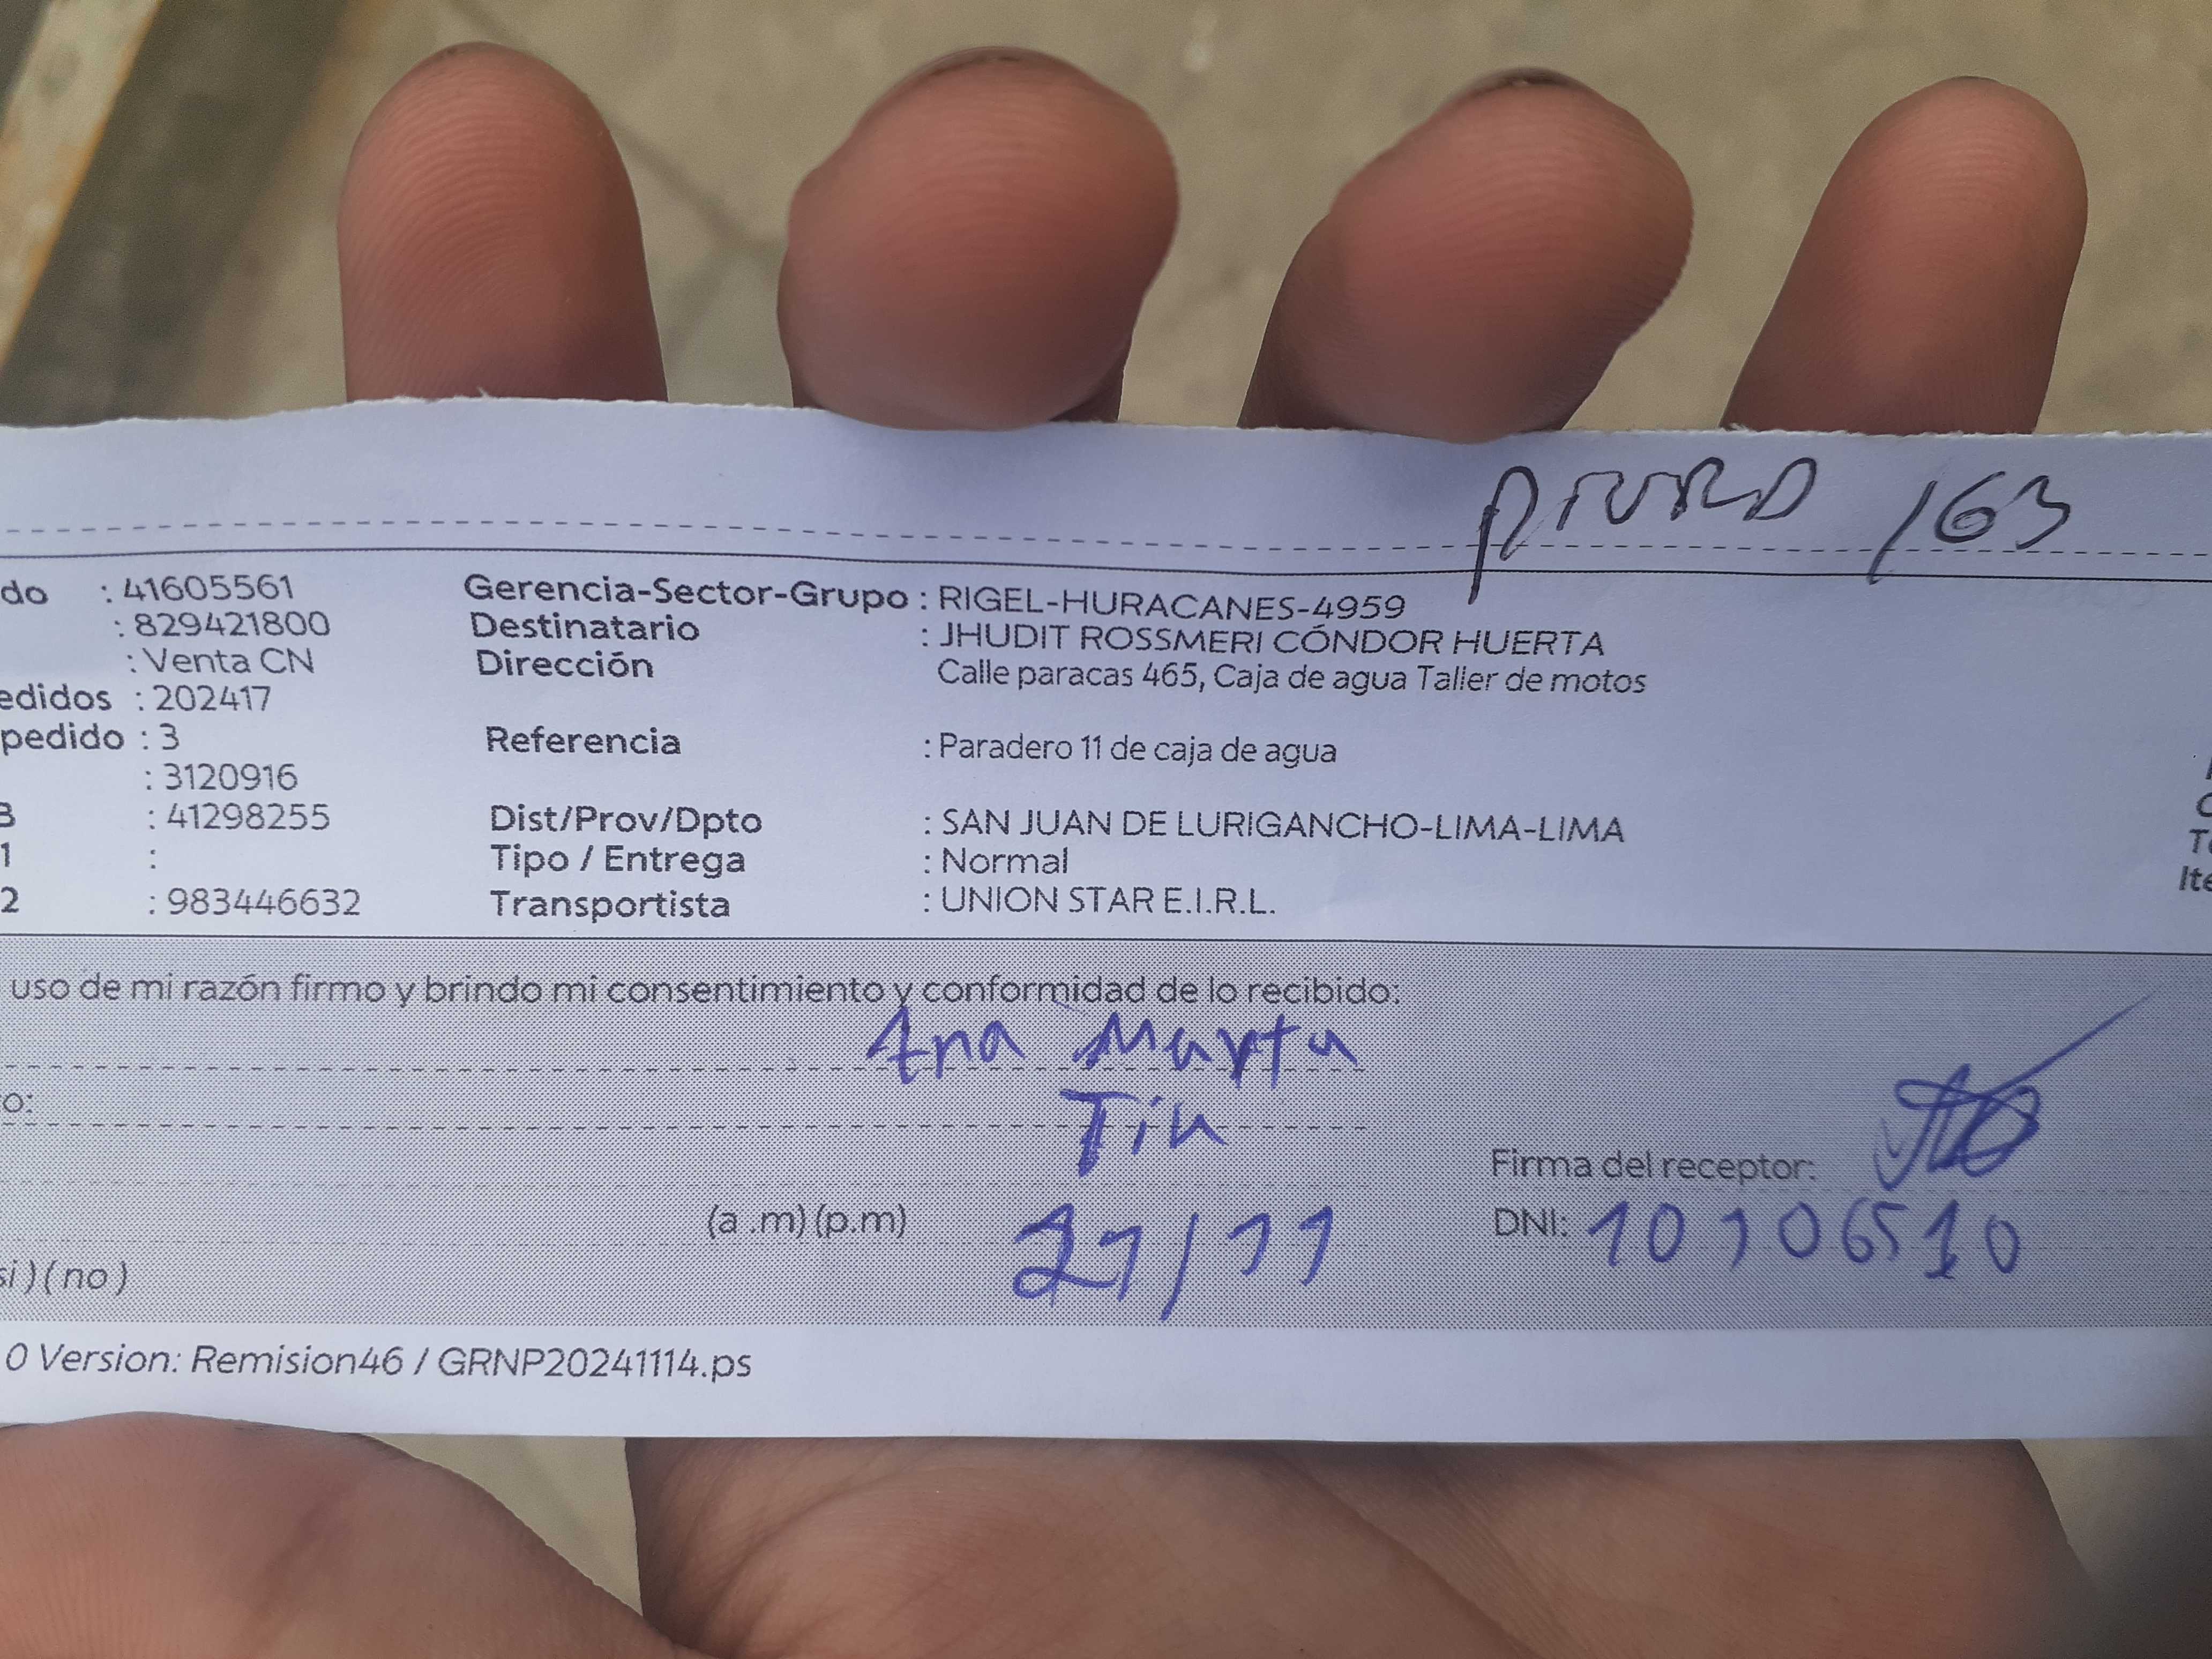 PIURA 163
do : 41605561 Gerencia-Sector-Grupo : RIGEL-HURACANES-4959
: 829421800 Destinatario : JHUDIT ROSSMERI CÓNDOR HUERTA
: Venta CN Dirección Calle paracas 465, Caja de agua Taller de motos
edidos : 202417
pedido : 3 Referencia : Paradero 11 de caja de agua
: 3120916
: 41298255 Dist/Prov/Dpto : SAN JUAN DE LURIGANCHO-LIMA-LIMA
1 : Tipo / Entrega : Normal
2 : 983446632 Transportista : UNION STAR E.I.R.L.
Ite
uso de mi razón firmo y brindo mi consentimiento y conformidad de lo recibido:
Ana Marta
o: Tia
Firma del receptor:
(a .m) (p.m) 21/11 DNI: 10106510
si ) ( no )
0 Version: Remision46 / GRNP20241114.ps